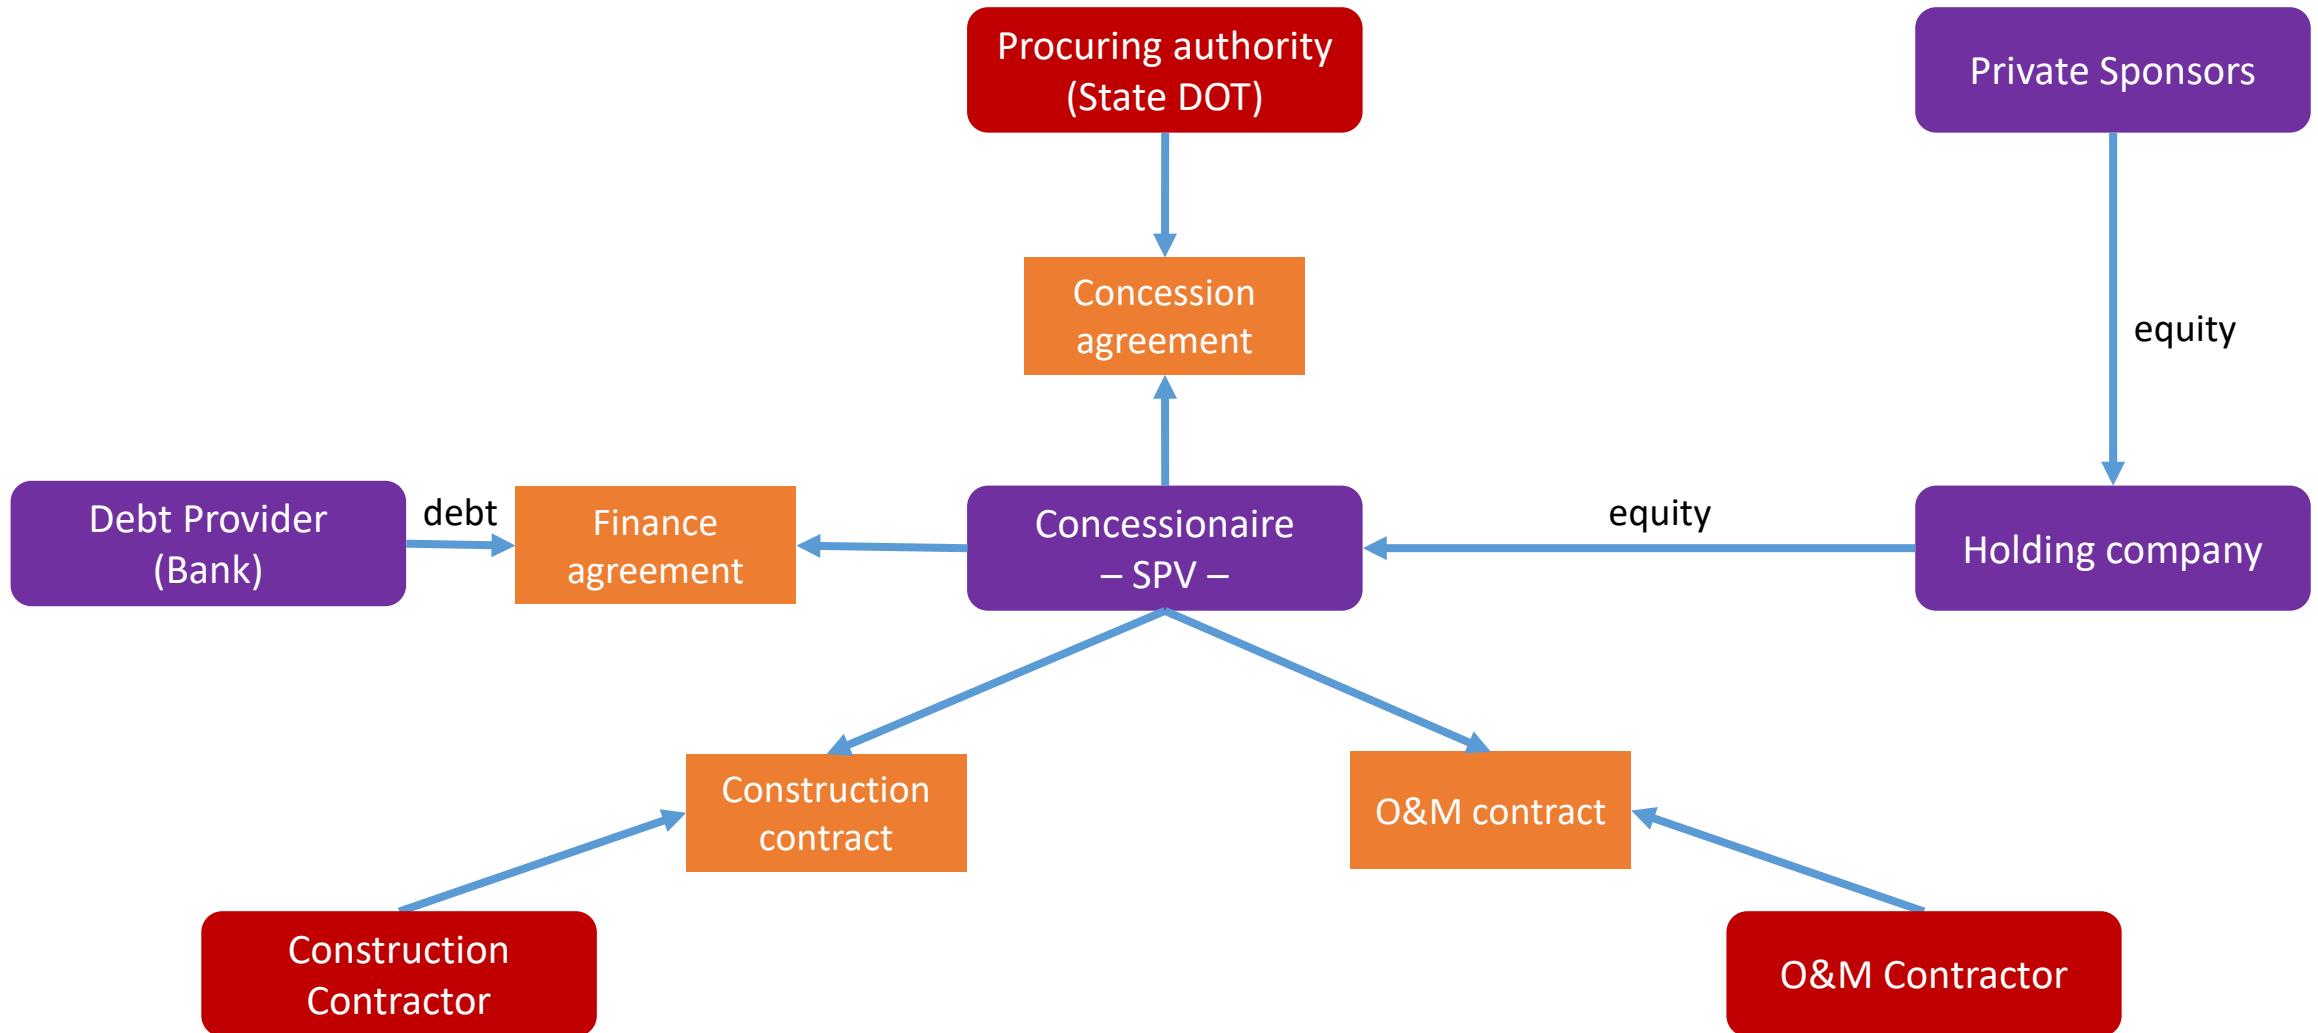 Procuring authority
(State DOT)
Private Sponsors
Concession
agreement
equity
Debt Provider
(Bank)
debt
Finance
agreement
Concessionaire
– SPV –
equity
Holding company
Construction
contract
O&M contract
Construction
Contractor
O&M Contractor